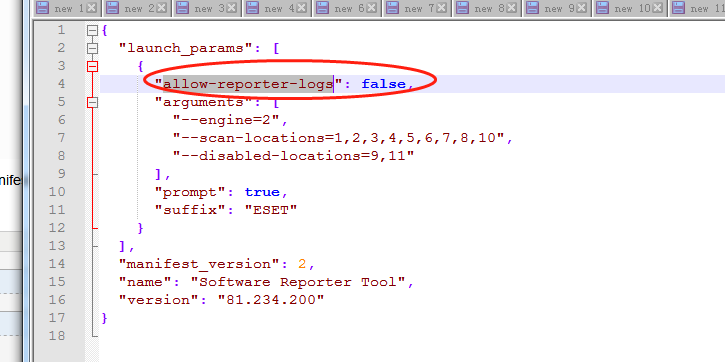 new 1 new 2 new 3 new 4 new 5 new 6 new 7 new 8 new 9 new 10 new 11
1 {
2 "launch_params": [
3 {
4 "allow-reporter-logs": false,
5 "arguments": [
6 "--engine=2",
7 "--scan-locations=1,2,3,4,5,6,7,8,10",
8 "--disabled-locations=9,11"
9 ],
10 "prompt": true,
11 "suffix": "ESET"
12 }
13 ],
14 "manifest_version": 2,
15 "name": "Software Reporter Tool",
16 "version": "81.234.200"
17 }
18